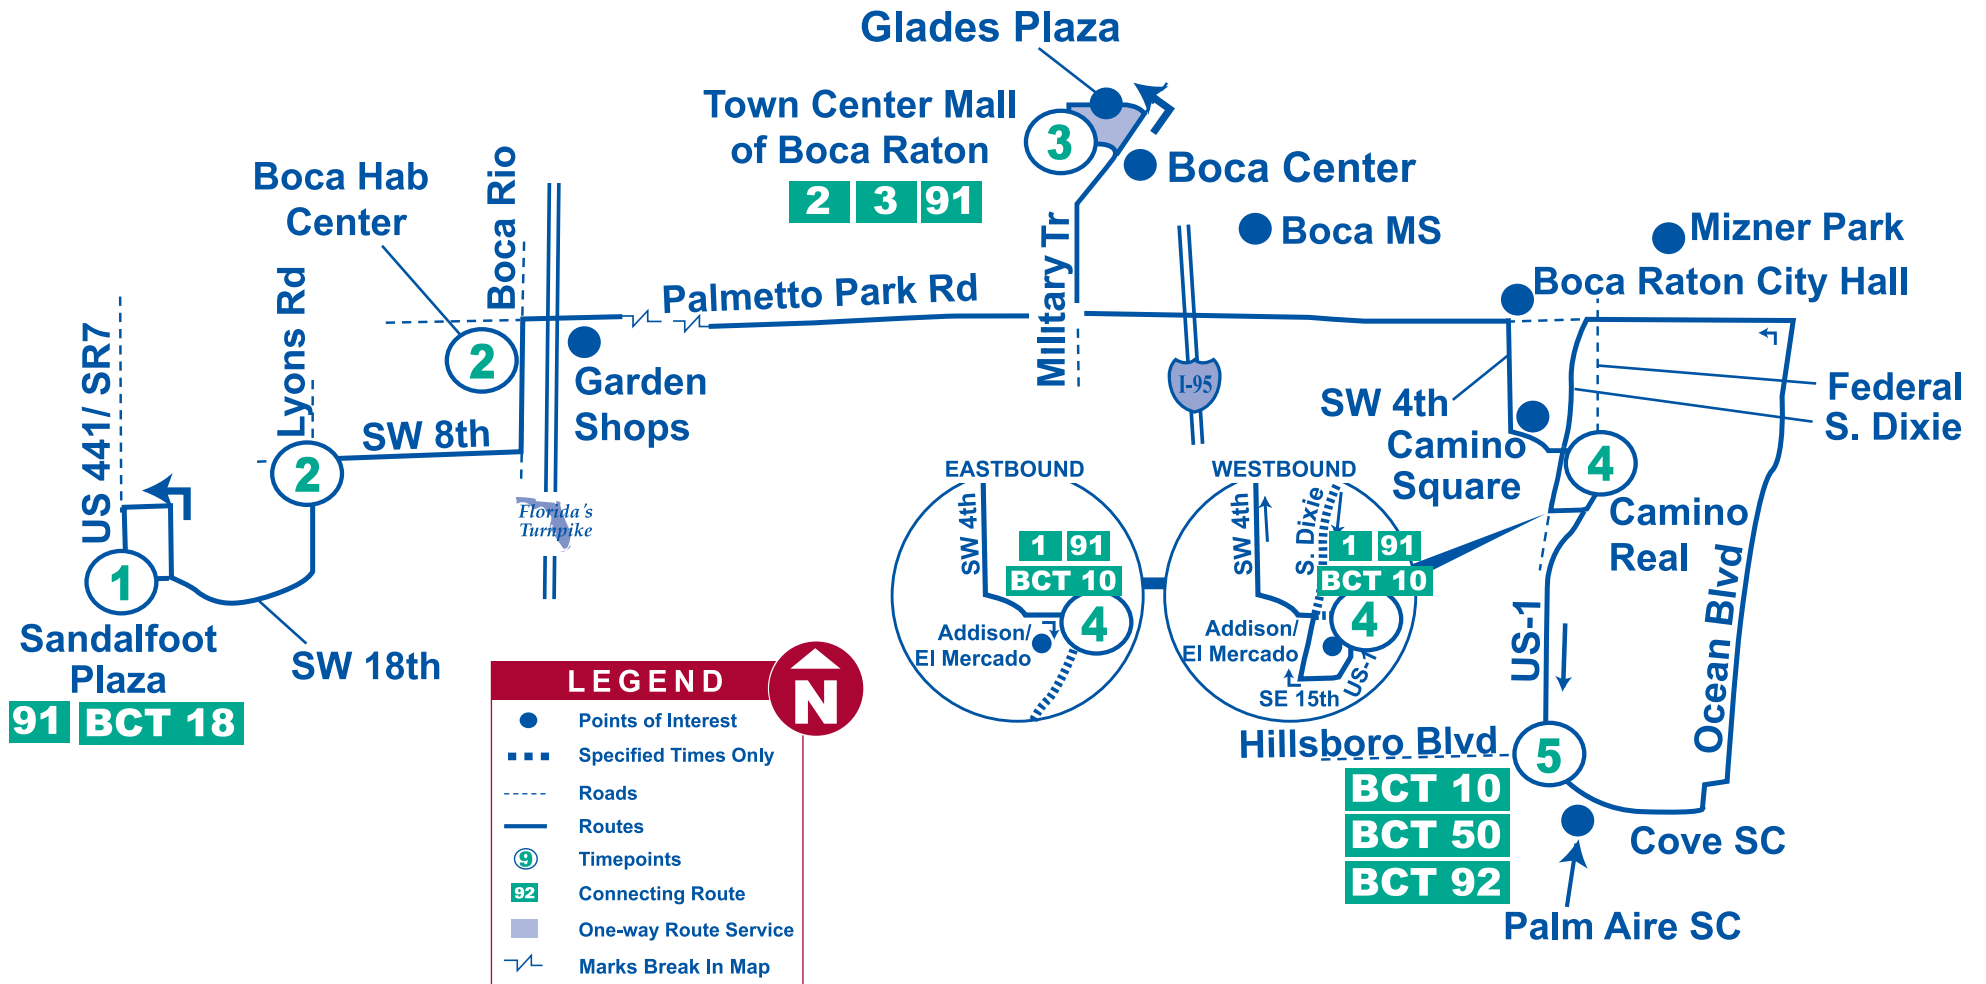 Glades Plaza
Town Center Mall
of Boca Raton
2 3 91
3
Boca Center
Boca MS
Mizner Park
Boca Raton City Hall
Boca Hab
Center
Boca Rio
Lyons Rd
US 441/ SR7
2
Garden
Shops
Palmetto Park Rd
Military Tr
I-95
SW 8th
2
Florida's
Turnpike
1
Sandalfoot
Plaza
91 BCT 18
SW 18th
Federal
S. Dixie
SW 4th
Camino
Square
4
Camino
Real
EASTBOUND
SW 4th
1 91
BCT 10
4
Addison/
El Mercado
WESTBOUND
SW 4th
S. Dixie
1 91
BCT 10
4
Addison/
El Mercado
SE 15th
US-1
US-1
Ocean Blvd
Hillsboro Blvd
5
BCT 10
BCT 50
BCT 92
Cove SC
Palm Aire SC
LEGEND
N
Points of Interest
Specified Times Only
Roads
Routes
9 Timepoints
92 Connecting Route
One-way Route Service
Marks Break In Map